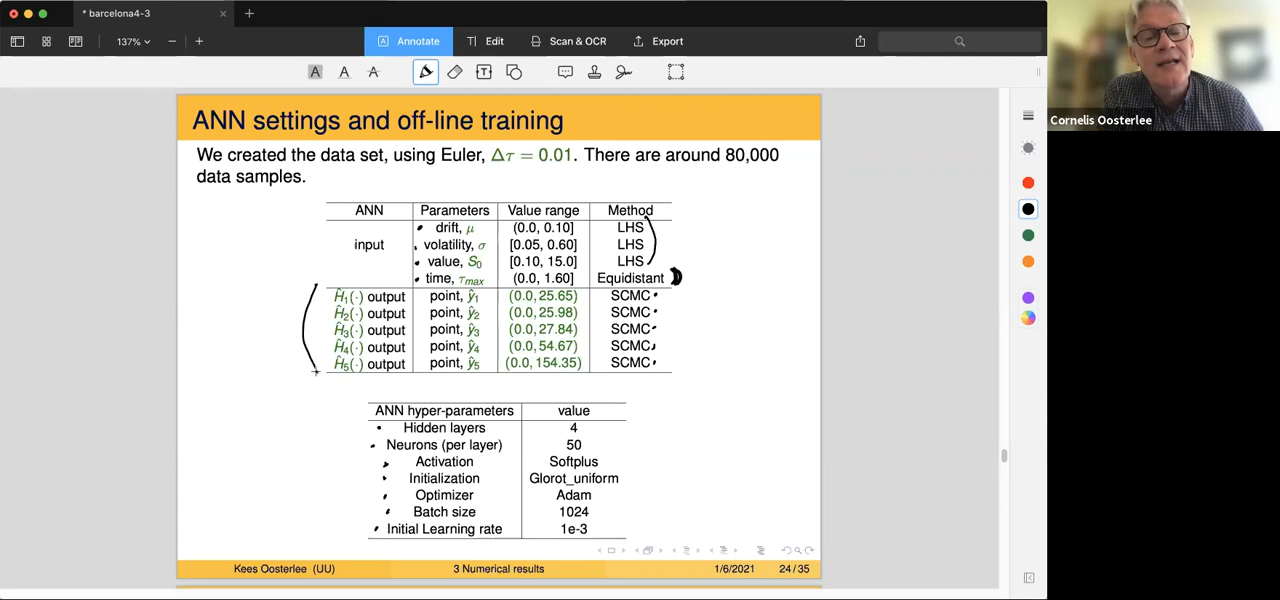 * barcelona4-3
137%
Annotate
Edit
Scan & OCR
Export
Cornelis Oosterlee
ANN settings and off-line training
We created the data set, using Euler, Δτ = 0.01. There are around 80,000
data samples.
ANN Parameters Value range Method
drift, μ (0.0, 0.10] LHS
input volatility, σ [0.05, 0.60] LHS
value, S₀ [0.10, 15.0] LHS
time, τmax (0.0, 1.60] Equidistant
Ĥ₁(·) output point, ŷ₁ (0.0, 25.65) SCMC
Ĥ₂(·) output point, ŷ₂ (0.0, 25.98) SCMC
Ĥ₃(·) output point, ŷ₃ (0.0, 27.84) SCMC
Ĥ₄(·) output point, ŷ₄ (0.0, 54.67) SCMC
Ĥ₅(·) output point, ŷ₅ (0.0, 154.35) SCMC
ANN hyper-parameters value
Hidden layers 4
Neurons (per layer) 50
Activation Softplus
Initialization Glorot_uniform
Optimizer Adam
Batch size 1024
Initial Learning rate 1e-3
Kees Oosterlee (UU) 3 Numerical results 1/6/2021 24/35